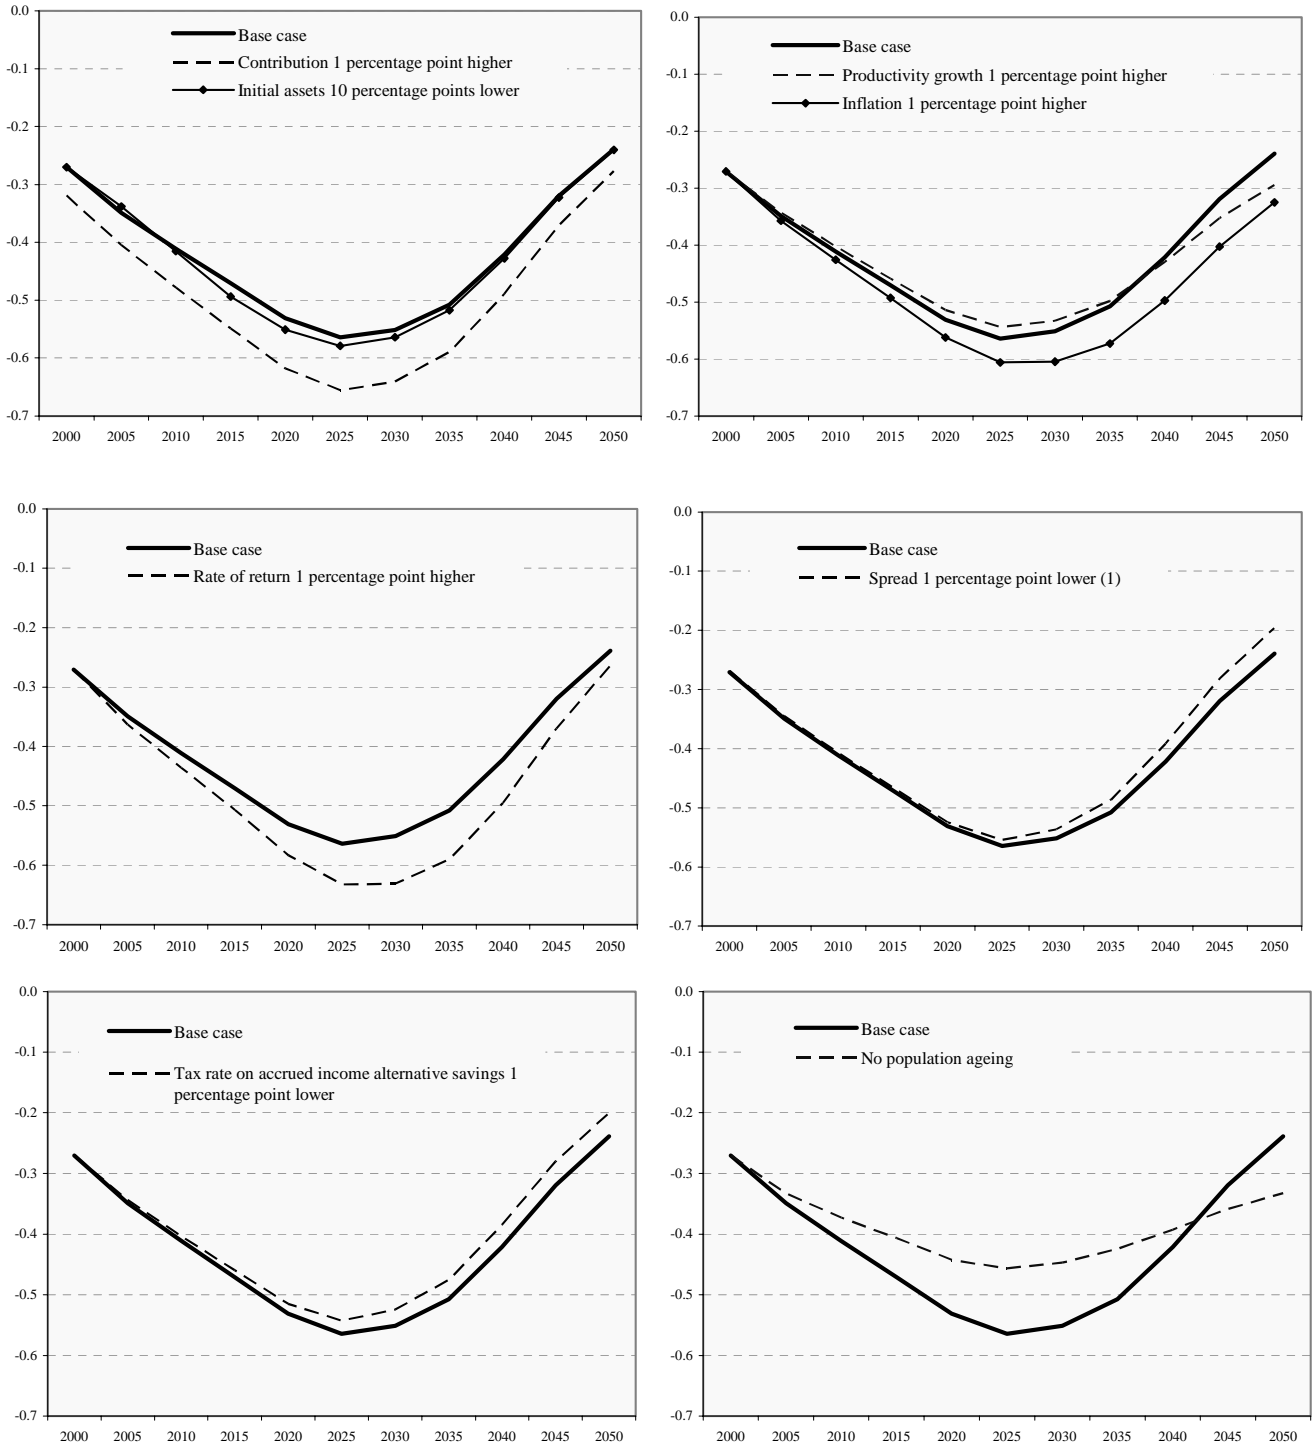 0.0
-0.1
-0.2
-0.3
-0.4
-0.5
-0.6
-0.7
Base case
Contribution 1 percentage point higher
Initial assets 10 percentage points lower
2000 2005 2010 2015 2020 2025 2030 2035 2040 2045 2050
0.0
-0.1
-0.2
-0.3
-0.4
-0.5
-0.6
-0.7
Base case
Productivity growth 1 percentage point higher
Inflation 1 percentage point higher
2000 2005 2010 2015 2020 2025 2030 2035 2040 2045 2050
0.0
-0.1
-0.2
-0.3
-0.4
-0.5
-0.6
-0.7
Base case
Rate of return 1 percentage point higher
2000 2005 2010 2015 2020 2025 2030 2035 2040 2045 2050
0.0
-0.1
-0.2
-0.3
-0.4
-0.5
-0.6
-0.7
Base case
Spread 1 percentage point lower (1)
2000 2005 2010 2015 2020 2025 2030 2035 2040 2045 2050
0.0
-0.1
-0.2
-0.3
-0.4
-0.5
-0.6
-0.7
Base case
Tax rate on accrued income alternative savings 1
percentage point lower
2000 2005 2010 2015 2020 2025 2030 2035 2040 2045 2050
0.0
-0.1
-0.2
-0.3
-0.4
-0.5
-0.6
-0.7
Base case
No population ageing
2000 2005 2010 2015 2020 2025 2030 2035 2040 2045 2050